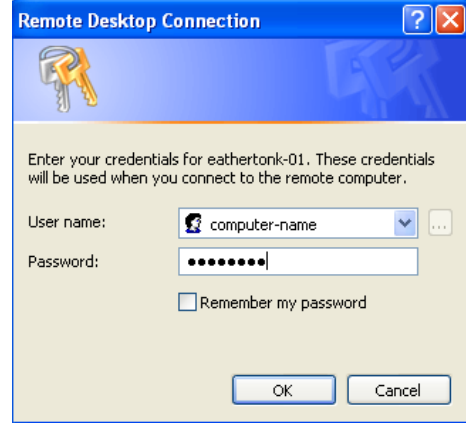 Remote Desktop Connection
Enter your credentials for eathertonk-01. These credentials
will be used when you connect to the remote computer.
User name:
computer-name
...
Password:
●●●●●●●●
Remember my password
OK
Cancel